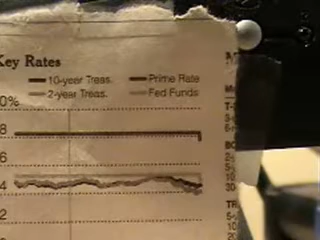 Key Rates
10-year Treas. Prime Rate
2-year Treas. Fed Funds
0%
8
6
4
2